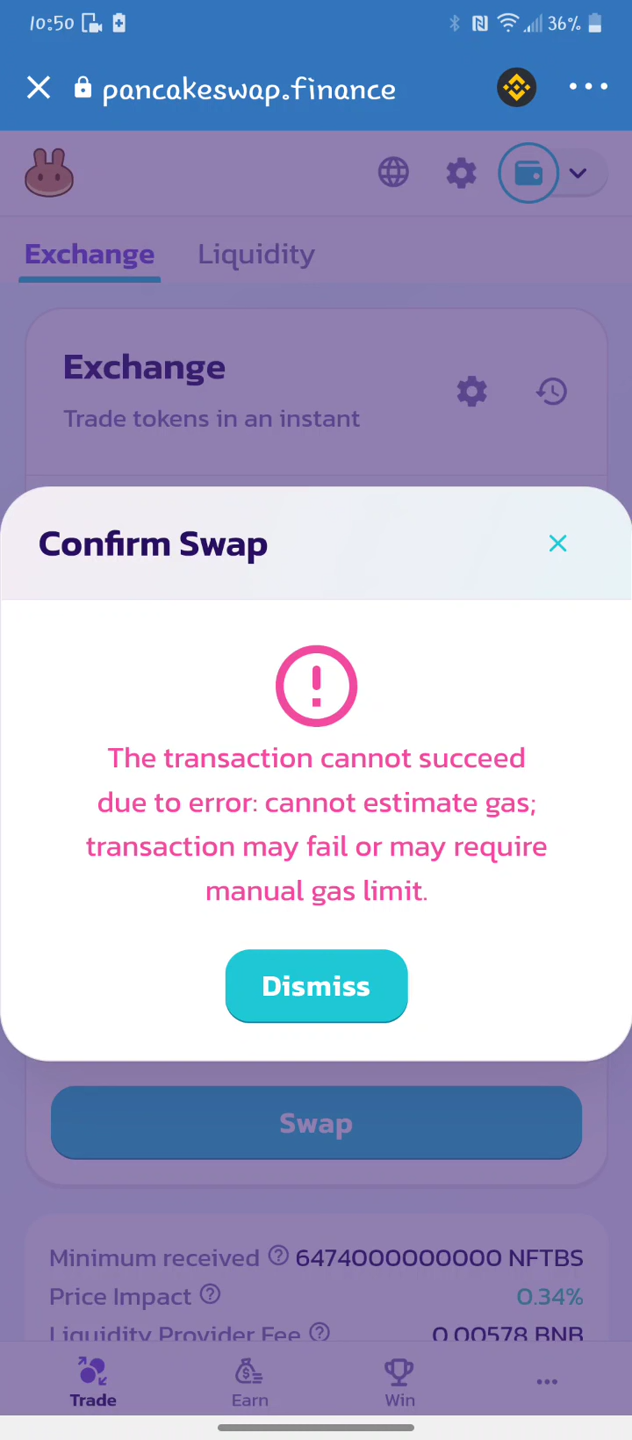 10:50
36%
pancakeswap.finance
Exchange
Liquidity
Exchange
Trade tokens in an instant
Confirm Swap
The transaction cannot succeed
due to error: cannot estimate gas;
transaction may fail or may require
manual gas limit.
Dismiss
Swap
Minimum received 6474000000000 NFTBS
Price Impact 0.34%
Liquidity Provider Fee 0.00578 BNB
Trade
Earn
Win